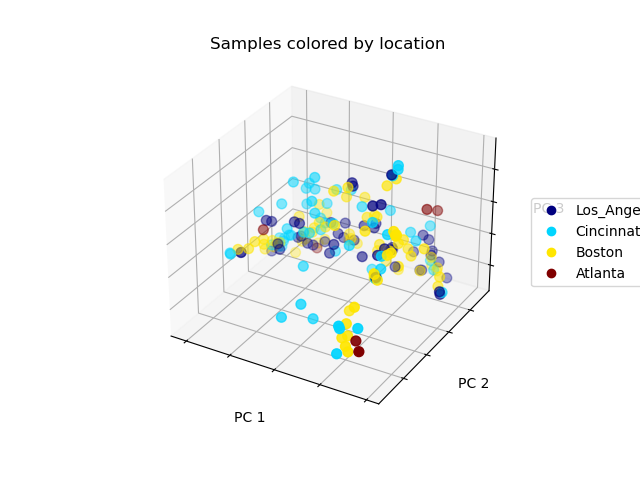 Samples colored by location
PC 3
Los_Ange
Cincinnat
Boston
Atlanta
PC 2
PC 1